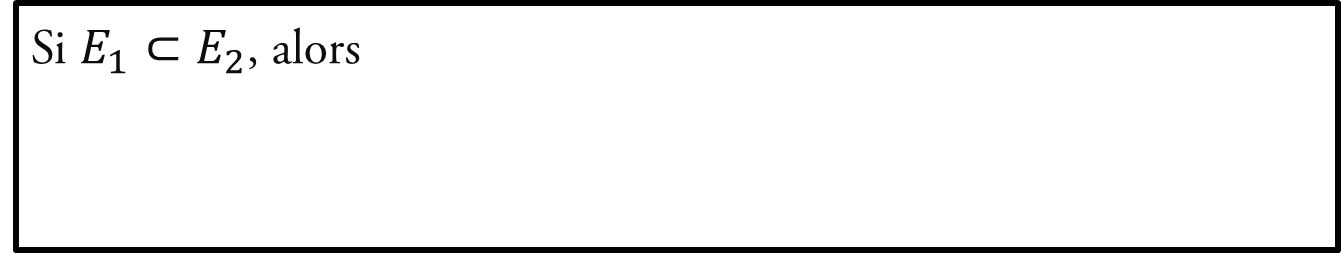 Si 𝐸₁ ⊂ 𝐸₂, alors